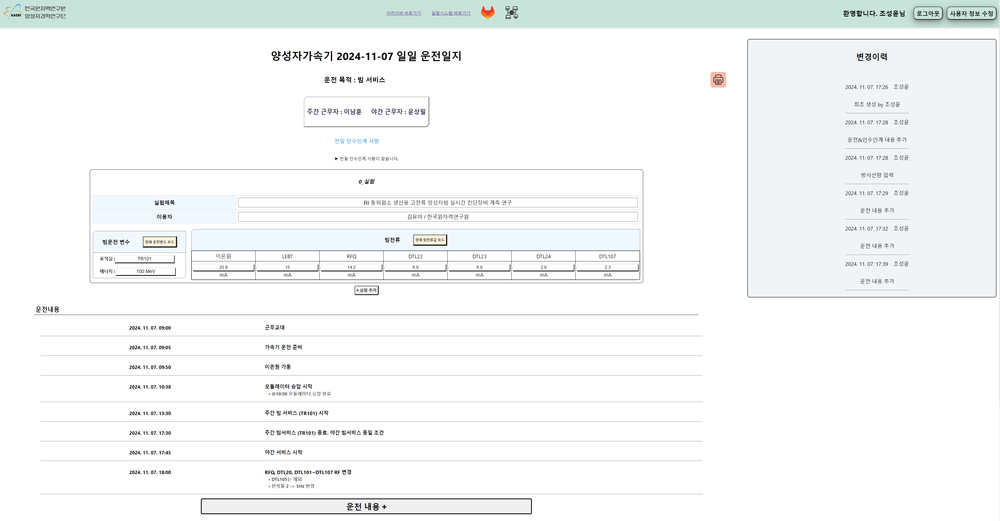 KAERI 한국원자력연구원
양성자과학연구단
아카이버 바로가기 알람시스템 바로가기
환영합니다. 조성윤님 로그아웃 사용자 정보 수정
양성자가속기 2024-11-07 일일 운전일지
운전 목적 : 빔 서비스
주간 근무자 : 이남훈 야간 근무자 : 윤상필
전일 인수인계 사항
➤ 전일 인수인계 사항이 없습니다.
0_실험
실험제목 RI 동위원소 생산용 고전류 양성자빔 실시간 진단장비 계측 연구
이용자 김유미 / 한국원자력연구원
빔운전 변수 현재 운전변수 로드
표적실 : TR101
에너지 : 100 MeV
빔전류 현재 빔전류값 로드
이온원 LEBT RFQ DTL22 DTL23 DTL24 DTL107
20.9 15 14.2 6.9 6.8 2.9 2.3
mA mA mA mA mA mA mA
+ 실험 추가
운전내용
2024. 11. 07. 09:00 근무교대
2024. 11. 07. 09:05 가속기 운전 준비
2024. 11. 07. 09:50 이온원 가동
2024. 11. 07. 10:38 모듈레이터 승압 시작
• @10:50 모듈레이터 승압 완료
2024. 11. 07. 13:30 주간 빔 서비스 (TR101) 시작
2024. 11. 07. 17:30 주간 빔서비스 (TR101) 종료. 야간 빔서비스 동일 조건
2024. 11. 07. 17:45 야간 서비스 시작
2024. 11. 07. 18:00 RFQ, DTL20, DTL101~DTL107 RF 변경
• DTL105는 제외
• 반복률 2 -> 5Hz 변경
운전 내용 +
변경이력
2024. 11. 07. 17:26 조성윤
최초 생성 by 조성윤
2024. 11. 07. 17:28 조성윤
운전&인수인계 내용 추가
2024. 11. 07. 17:28 조성윤
방사선량 입력
2024. 11. 07. 17:29 조성윤
운전 내용 추가
2024. 11. 07. 17:32 조성윤
운전 내용 추가
2024. 11. 07. 17:39 조성윤
운전 내용 추가